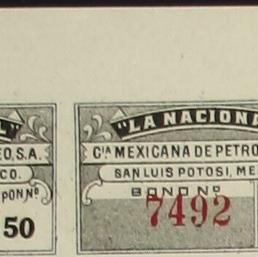 L"
EO, S.A.
CO.
PON Nº
50
"LA NACIONA
Cⁱᴬ MEXICANA DE PETRO
SAN LUIS POTOSI, ME
BONO Nº
7492